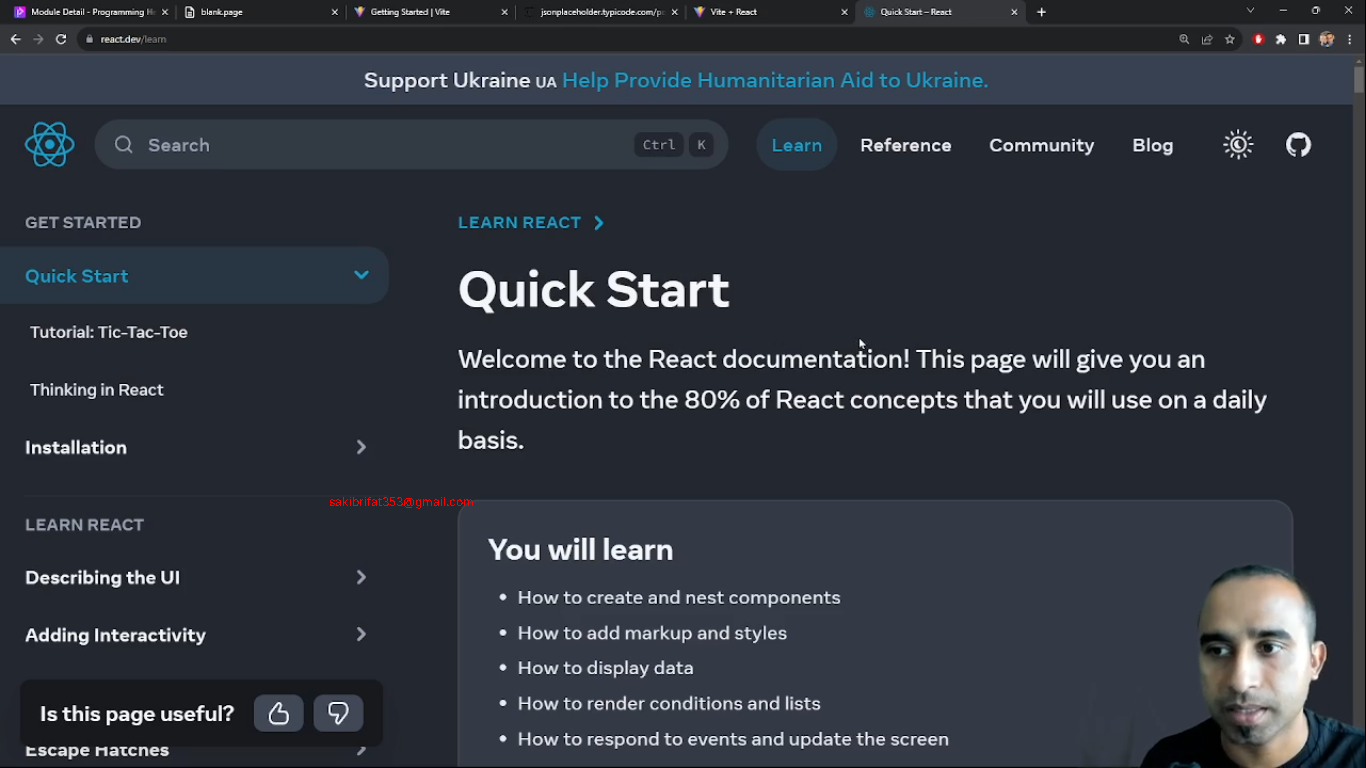 Module Detail - Programming He
blank.page
Getting Started | Vite
jsonplaceholder.typicode.com/po
Vite + React
Quick Start – React
react.dev/learn
Support Ukraine UA Help Provide Humanitarian Aid to Ukraine.
Search
Ctrl K
Learn
Reference
Community
Blog
GET STARTED
Quick Start
Tutorial: Tic-Tac-Toe
Thinking in React
Installation
LEARN REACT
Describing the UI
Adding Interactivity
Escape Hatches
Is this page useful?
LEARN REACT
Quick Start
Welcome to the React documentation! This page will give you an
introduction to the 80% of React concepts that you will use on a daily
basis.
sakibrifat353@gmail.com
You will learn
• How to create and nest components
• How to add markup and styles
• How to display data
• How to render conditions and lists
• How to respond to events and update the screen